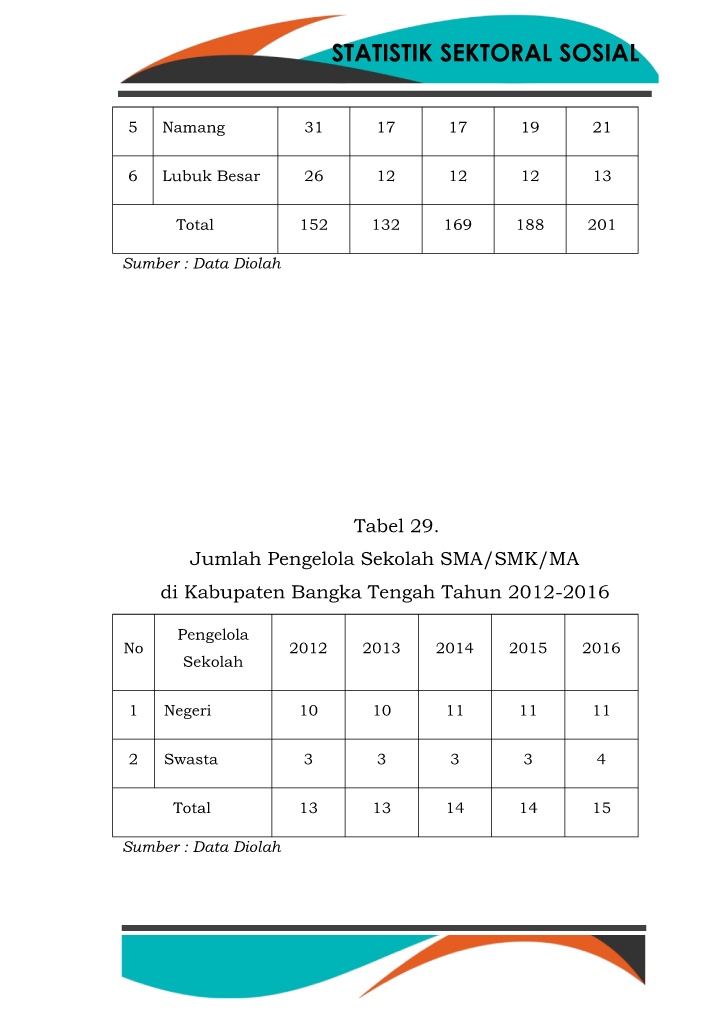 STATISTIK SEKTORAL SOSIAL
5 Namang 31 17 17 19 21
6 Lubuk Besar 26 12 12 12 13
Total 152 132 169 188 201
Sumber : Data Diolah
Tabel 29.
Jumlah Pengelola Sekolah SMA/SMK/MA
di Kabupaten Bangka Tengah Tahun 2012-2016
No Pengelola Sekolah 2012 2013 2014 2015 2016
1 Negeri 10 10 11 11 11
2 Swasta 3 3 3 3 4
Total 13 13 14 14 15
Sumber : Data Diolah